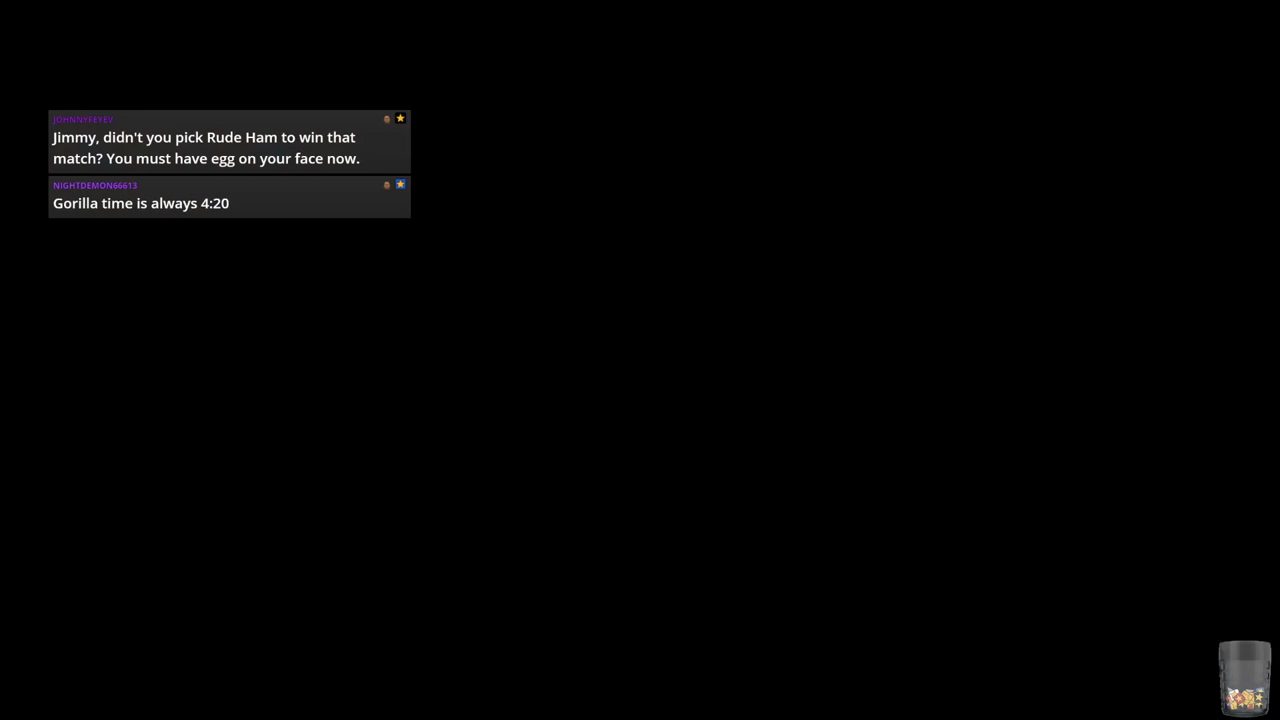 JOHNNYFEYEV
Jimmy, didn't you pick Rude Ham to win that
match? You must have egg on your face now.
NIGHTDEMON66613
Gorilla time is always 4:20